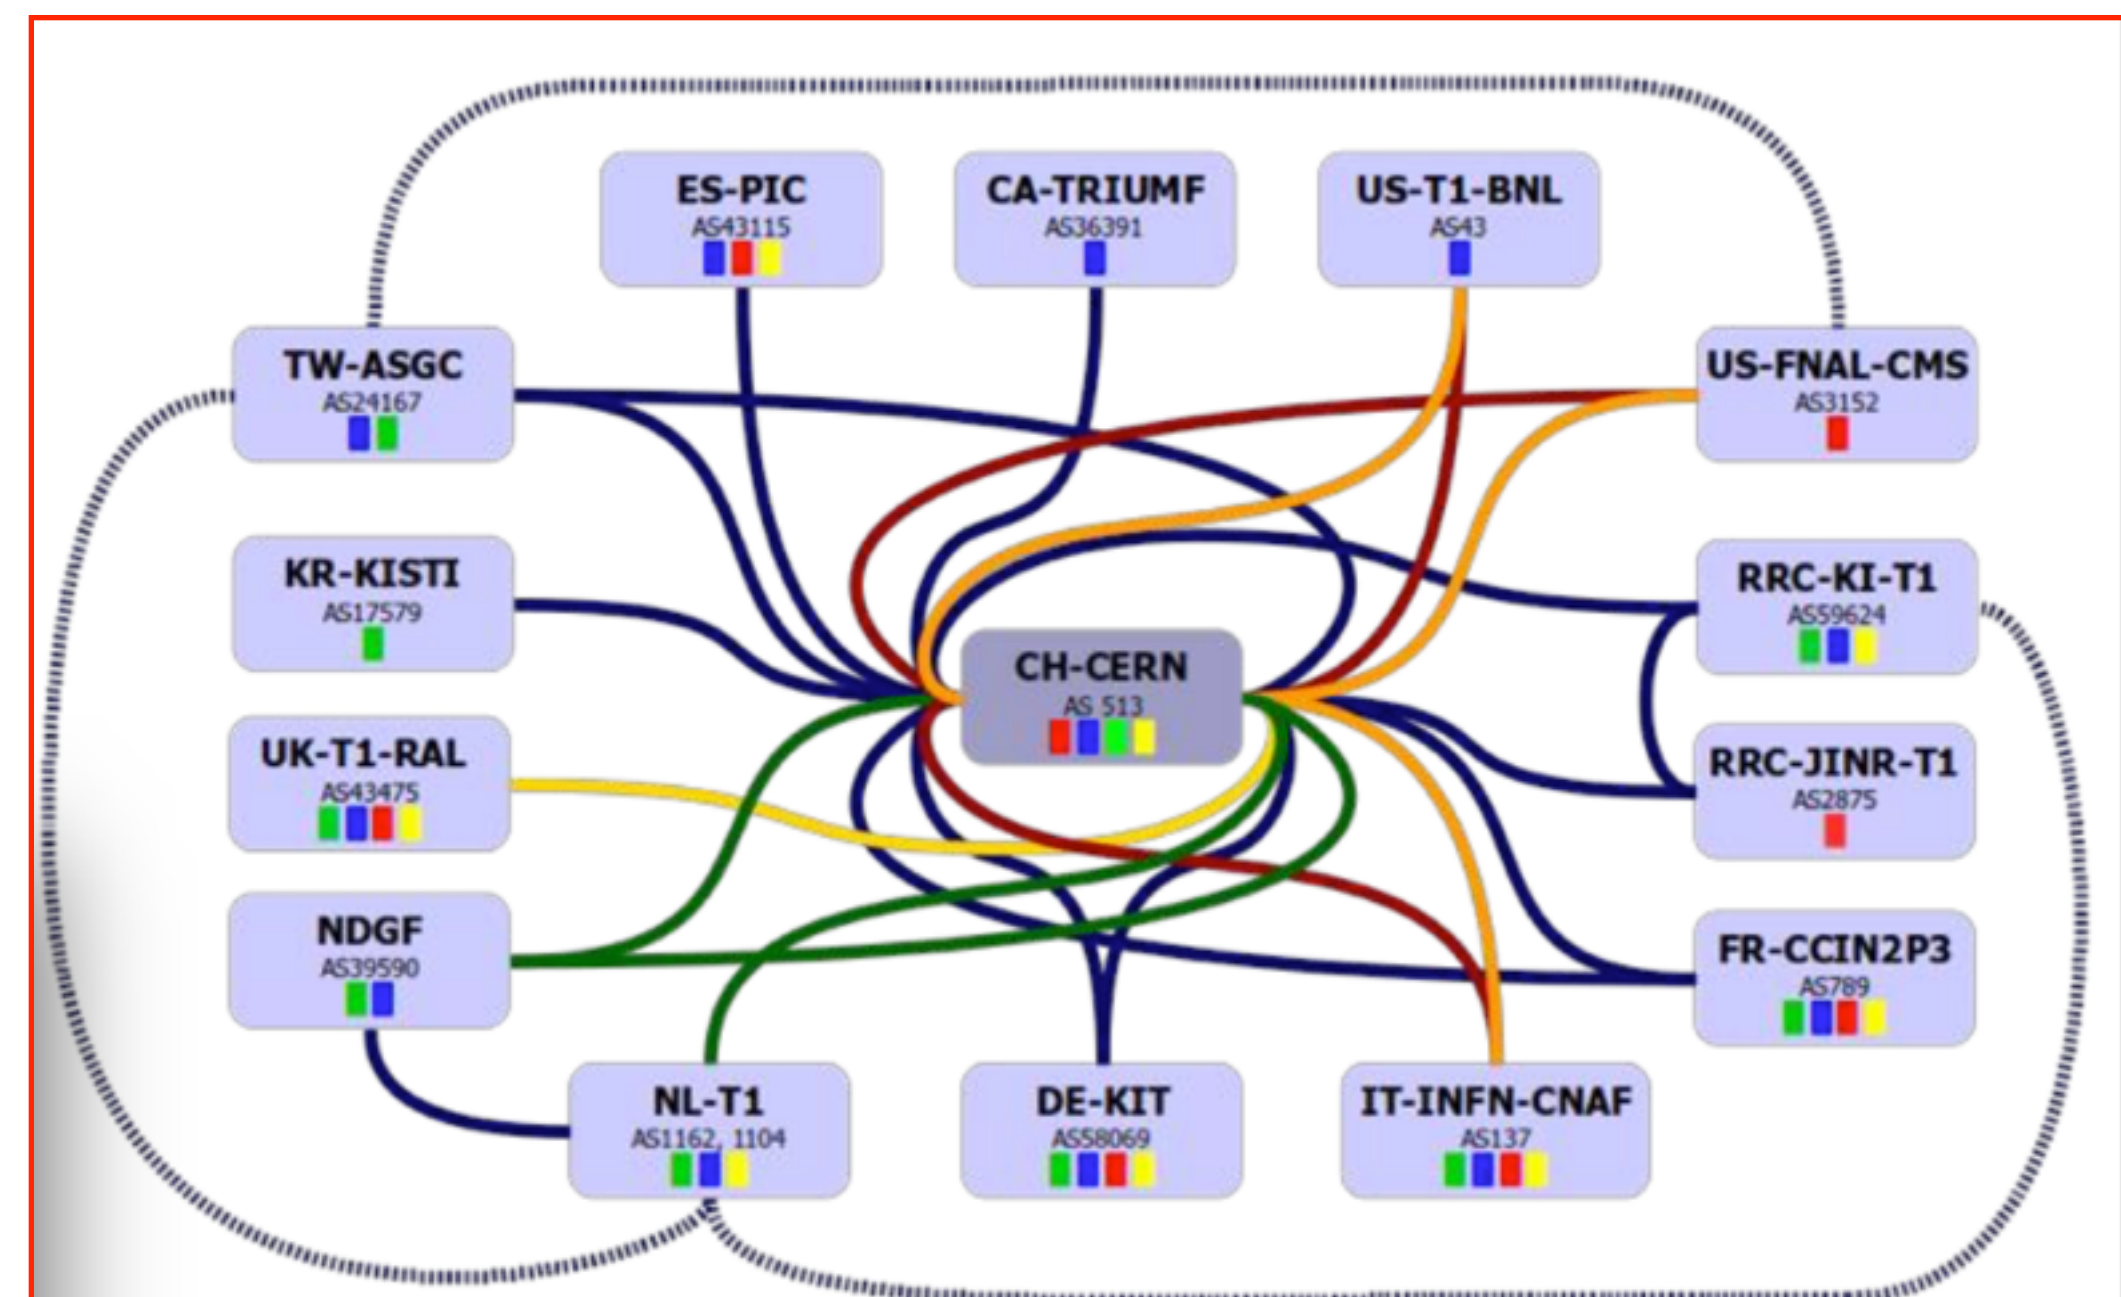 ES-PIC
AS43115
CA-TRIUMF
AS36391
US-T1-BNL
AS43
TW-ASGC
AS24167
US-FNAL-CMS
AS3152
KR-KISTI
AS17579
RRC-KI-T1
AS59624
CH-CERN
AS 513
UK-T1-RAL
AS43475
RRC-JINR-T1
AS2875
NDGF
AS39590
FR-CCIN2P3
AS789
NL-T1
AS1162, 1104
DE-KIT
AS58069
IT-INFN-CNAF
AS137